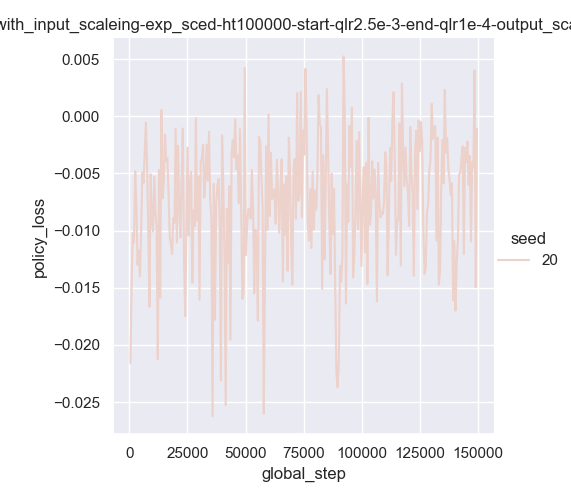 with_input_scaleing-exp_sced-ht100000-start-qlr2.5e-3-end-qlr1e-4-output_sca
0.005
0.000
−0.005
−0.010
−0.015
−0.020
−0.025
policy_loss
0 25000 50000 75000 100000 125000 150000
global_step
seed
20